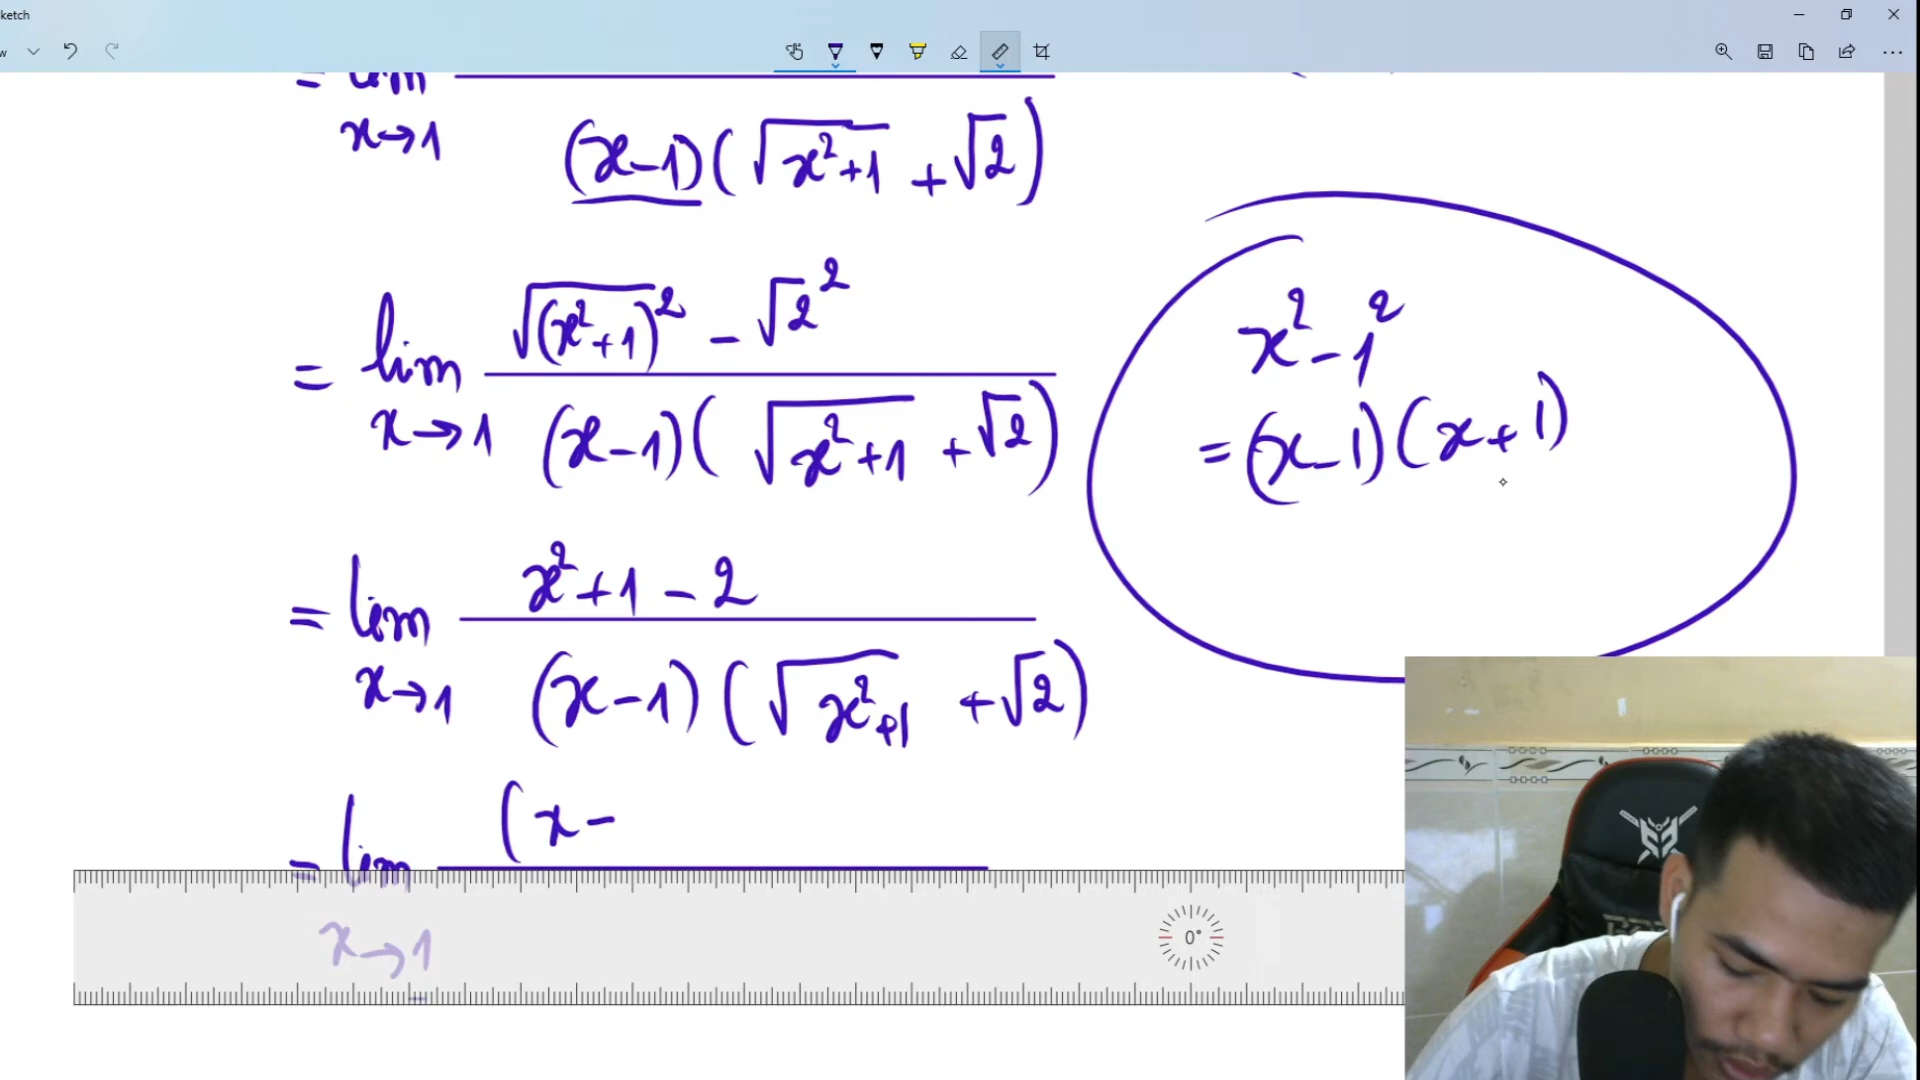 ketch
w
= lim
x→1
(x-1)(√x²+1 + √2)
= lim √(x²+1)² - √2²
x→1 (x-1)(√x²+1 + √2)
x² - 1²
= (x-1)(x+1)
= lim x²+1-2
x→1 (x-1)(√x²+1 + √2)
= lim (x-
x→1
0°